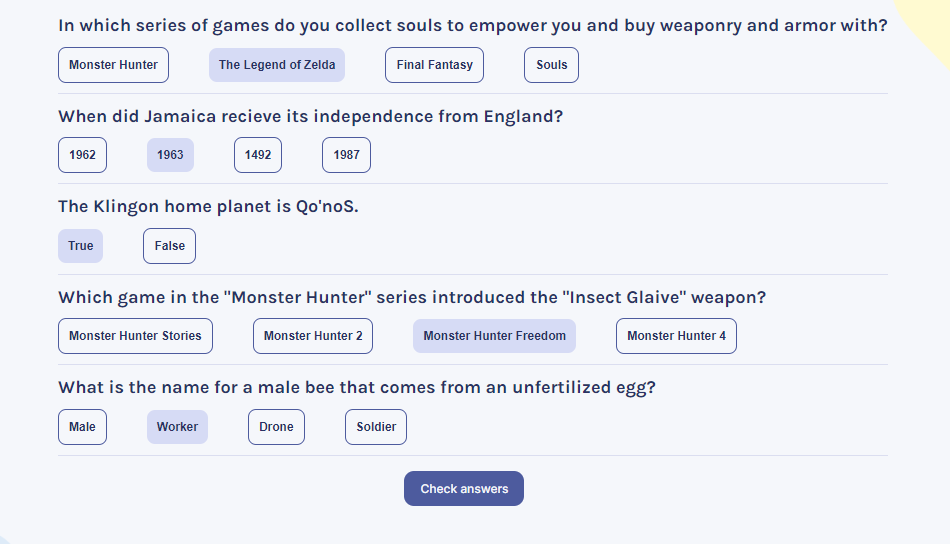 In which series of games do you collect souls to empower you and buy weaponry and armor with?
Monster Hunter The Legend of Zelda Final Fantasy Souls
When did Jamaica recieve its independence from England?
1962 1963 1492 1987
The Klingon home planet is Qo'noS.
True False
Which game in the "Monster Hunter" series introduced the "Insect Glaive" weapon?
Monster Hunter Stories Monster Hunter 2 Monster Hunter Freedom Monster Hunter 4
What is the name for a male bee that comes from an unfertilized egg?
Male Worker Drone Soldier
Check answers